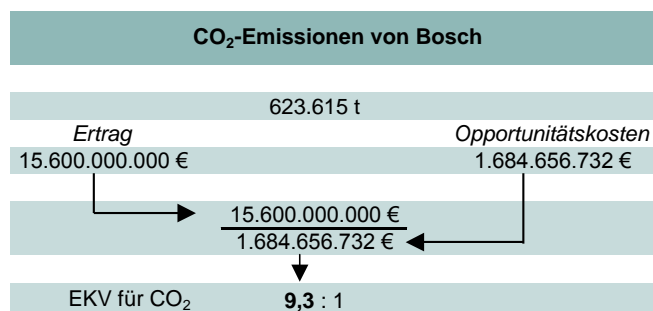 CO₂-Emissionen von Bosch
623.615 t
Ertrag Opportunitätskosten
15.600.000.000 € 1.684.656.732 €
15.600.000.000 €
1.684.656.732 €
EKV für CO₂ 9,3 : 1